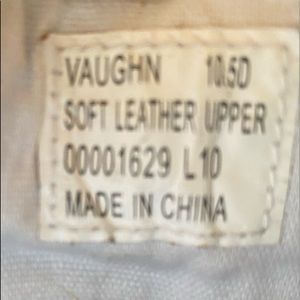 VAUGHN 10.5D
SOFT LEATHER UPPER
00001629 L10
MADE IN CHINA